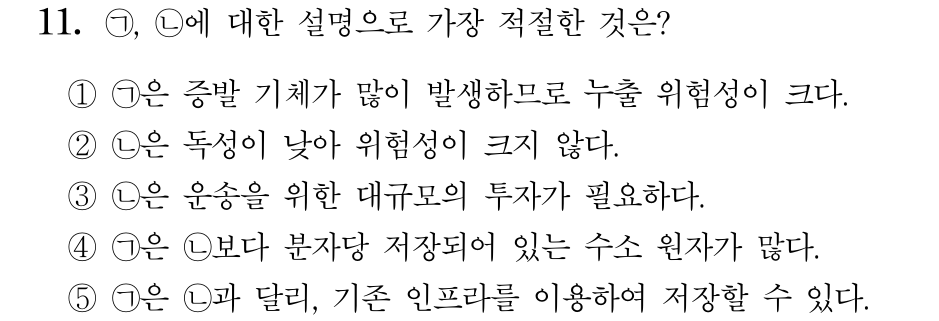 11. ㉠, ㉡에 대한 설명으로 가장 적절한 것은?
① ㉠은 증발 기체가 많이 발생하므로 누출 위험성이 크다.
② ㉡은 독성이 낮아 위험성이 크지 않다.
③ ㉡은 운송을 위한 대규모의 투자가 필요하다.
④ ㉠은 ㉡보다 분자당 저장되어 있는 수소 원자가 많다.
⑤ ㉠은 ㉡과 달리, 기존 인프라를 이용하여 저장할 수 있다.